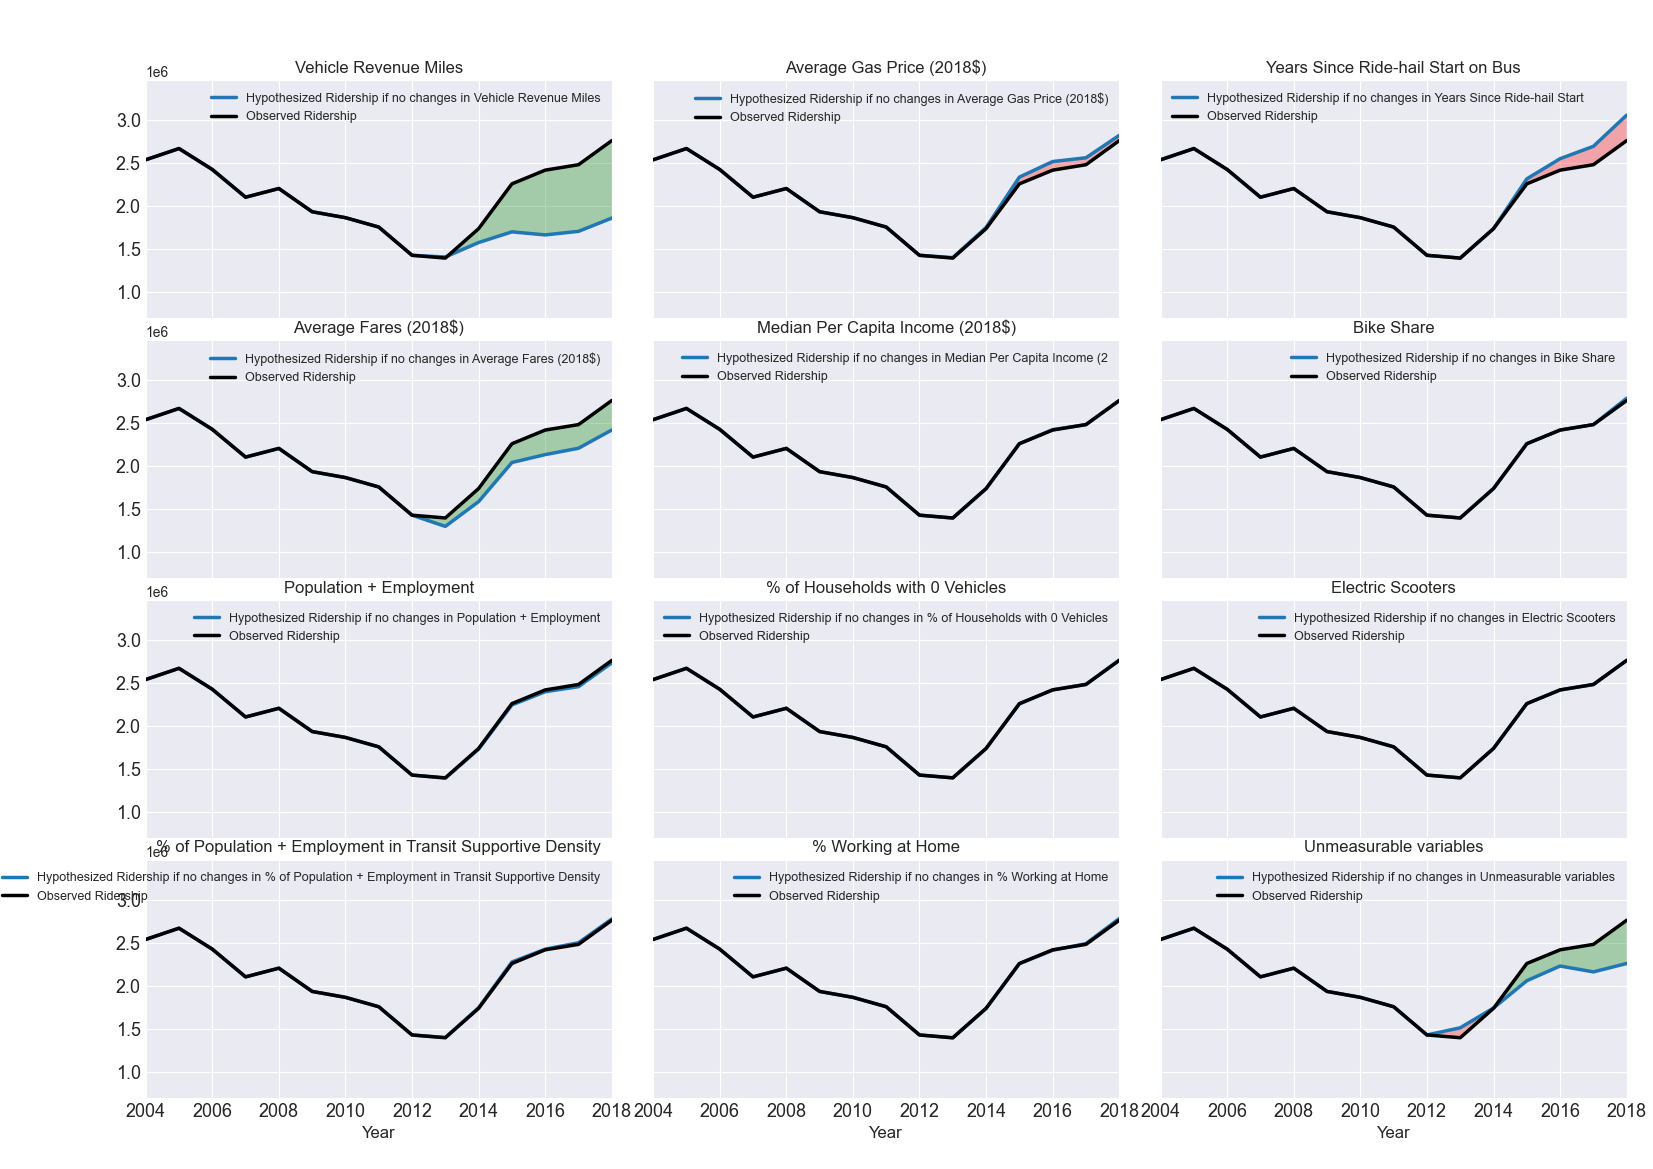 Vehicle Revenue Miles
1e6
Hypothesized Ridership if no changes in Vehicle Revenue Miles
Observed Ridership
3.0
2.5
2.0
1.5
1.0
Average Gas Price (2018$)
Hypothesized Ridership if no changes in Average Gas Price (2018$)
Observed Ridership
Years Since Ride-hail Start on Bus
Hypothesized Ridership if no changes in Years Since Ride-hail Start
Observed Ridership
Average Fares (2018$)
1e6
Hypothesized Ridership if no changes in Average Fares (2018$)
Observed Ridership
3.0
2.5
2.0
1.5
1.0
Median Per Capita Income (2018$)
Hypothesized Ridership if no changes in Median Per Capita Income (2
Observed Ridership
Bike Share
Hypothesized Ridership if no changes in Bike Share
Observed Ridership
Population + Employment
1e6
Hypothesized Ridership if no changes in Population + Employment
Observed Ridership
3.0
2.5
2.0
1.5
1.0
% of Households with 0 Vehicles
Hypothesized Ridership if no changes in % of Households with 0 Vehicles
Observed Ridership
Electric Scooters
Hypothesized Ridership if no changes in Electric Scooters
Observed Ridership
% of Population + Employment in Transit Supportive Density
1e6
Hypothesized Ridership if no changes in % of Population + Employment in Transit Supportive Density
Observed Ridership
3.0
2.5
2.0
1.5
1.0
2004 2006 2008 2010 2012 2014 2016 2018
Year
% Working at Home
Hypothesized Ridership if no changes in % Working at Home
Observed Ridership
2004 2006 2008 2010 2012 2014 2016 2018
Year
Unmeasurable variables
Hypothesized Ridership if no changes in Unmeasurable variables
Observed Ridership
2004 2006 2008 2010 2012 2014 2016 2018
Year